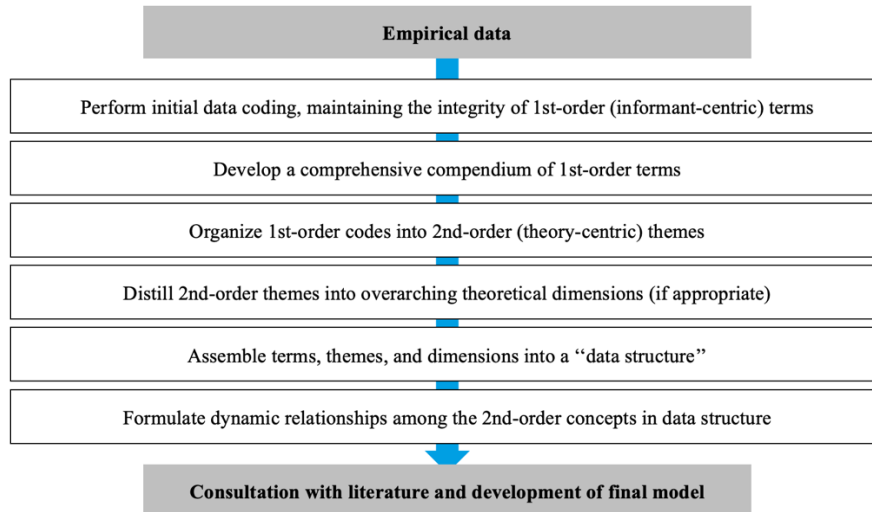 Empirical data
Perform initial data coding, maintaining the integrity of 1st-order (informant-centric) terms
Develop a comprehensive compendium of 1st-order terms
Organize 1st-order codes into 2nd-order (theory-centric) themes
Distill 2nd-order themes into overarching theoretical dimensions (if appropriate)
Assemble terms, themes, and dimensions into a ‘‘data structure’’
Formulate dynamic relationships among the 2nd-order concepts in data structure
Consultation with literature and development of final model